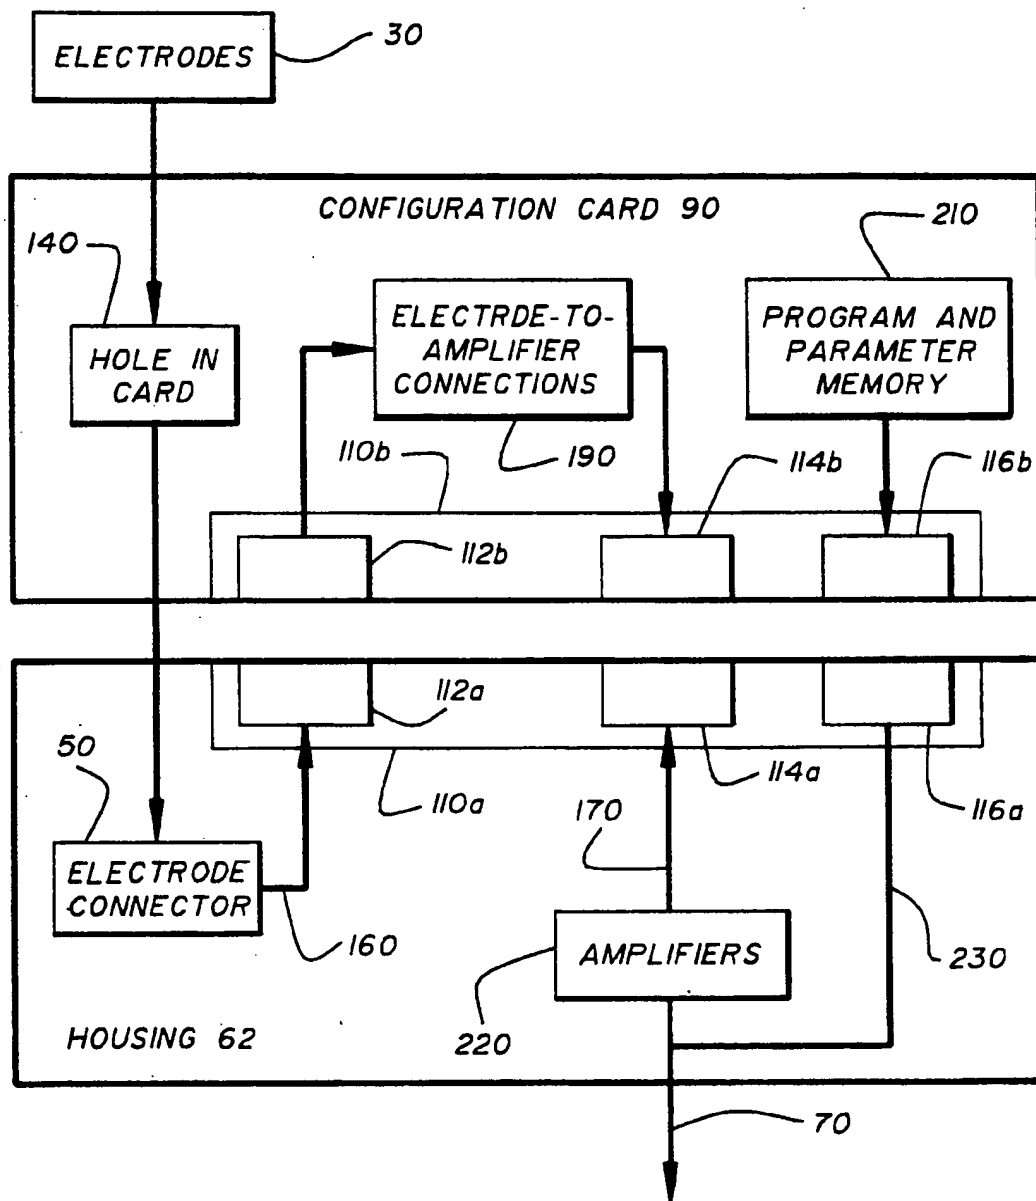 ELECTRODES
30
CONFIGURATION CARD 90
140
210
HOLE IN
CARD
ELECTRDE-TO-
AMPLIFIER
CONNECTIONS
PROGRAM AND
PARAMETER
MEMORY
110b
190
114b
116b
112b
112a
50
110a
114a
116a
170
ELECTRODE
CONNECTOR
160
AMPLIFIERS
230
HOUSING 62
220
70